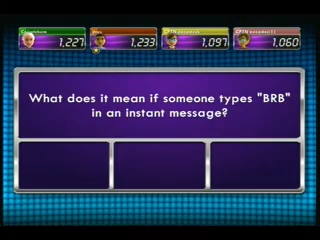 1,227
1,233
1,097
1,060
What does it mean if someone types "BRB"
in an instant message?